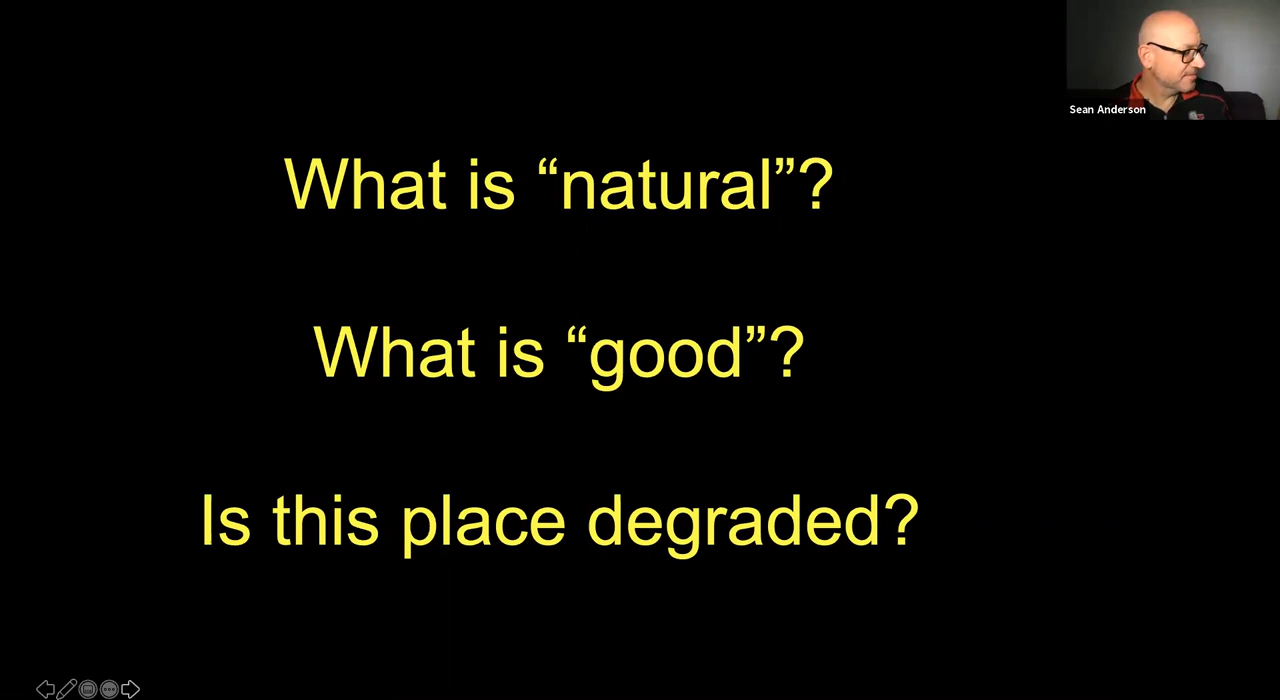 Sean Anderson
What is “natural”?
What is “good”?
Is this place degraded?